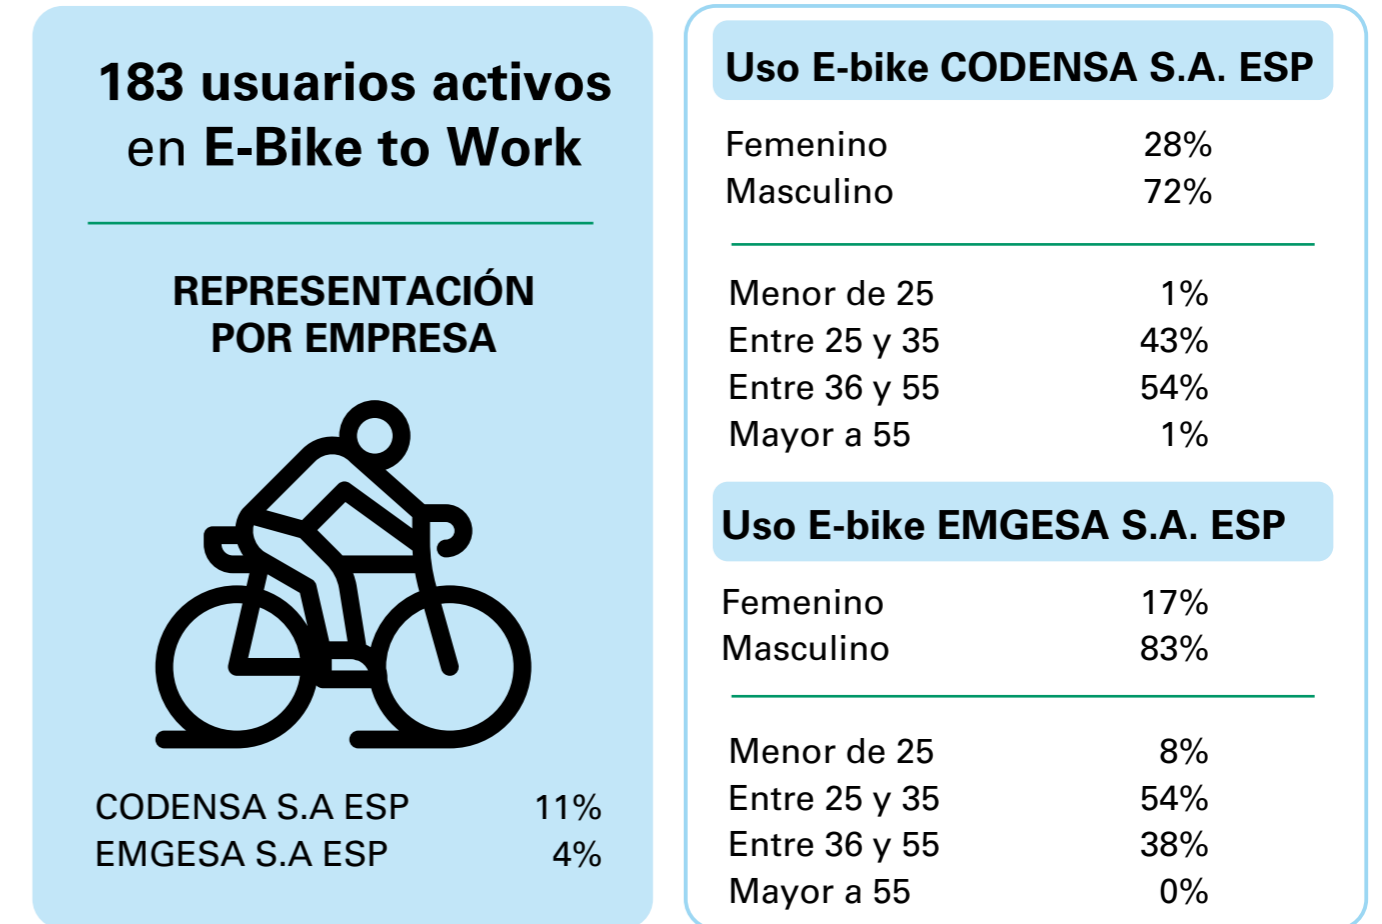 183 usuarios activos
en E-Bike to Work
REPRESENTACIÓN
POR EMPRESA
CODENSA S.A ESP 11%
EMGESA S.A ESP 4%
Uso E-bike CODENSA S.A. ESP
Femenino 28%
Masculino 72%
Menor de 25 1%
Entre 25 y 35 43%
Entre 36 y 55 54%
Mayor a 55 1%
Uso E-bike EMGESA S.A. ESP
Femenino 17%
Masculino 83%
Menor de 25 8%
Entre 25 y 35 54%
Entre 36 y 55 38%
Mayor a 55 0%